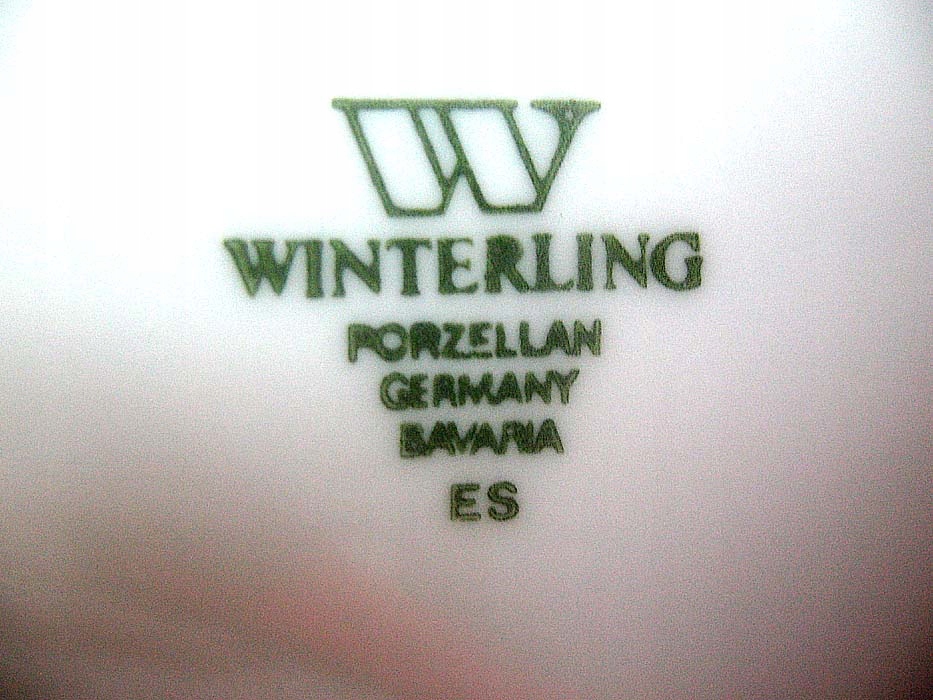 W
WINTERLING
PORZELLAN
GERMANY
BAVARIA
ES